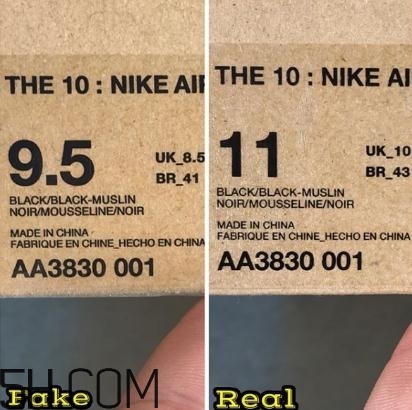 THE 10 : NIKE AIR
9.5
UK_8.5
BR_41
BLACK/BLACK-MUSLIN
NOIR/MOUSSELINE/NOIR
MADE IN CHINA
FABRIQUE EN CHINE_HECHO EN CHINA
AA3830 001
Fake
THE 10 : NIKE AI
11
UK_10
BR_43
BLACK/BLACK-MUSLIN
NOIR/MOUSSELINE/NOIR
MADE IN CHINA
FABRIQUE EN CHINE_HECHO EN CHINA
AA3830 001
Real